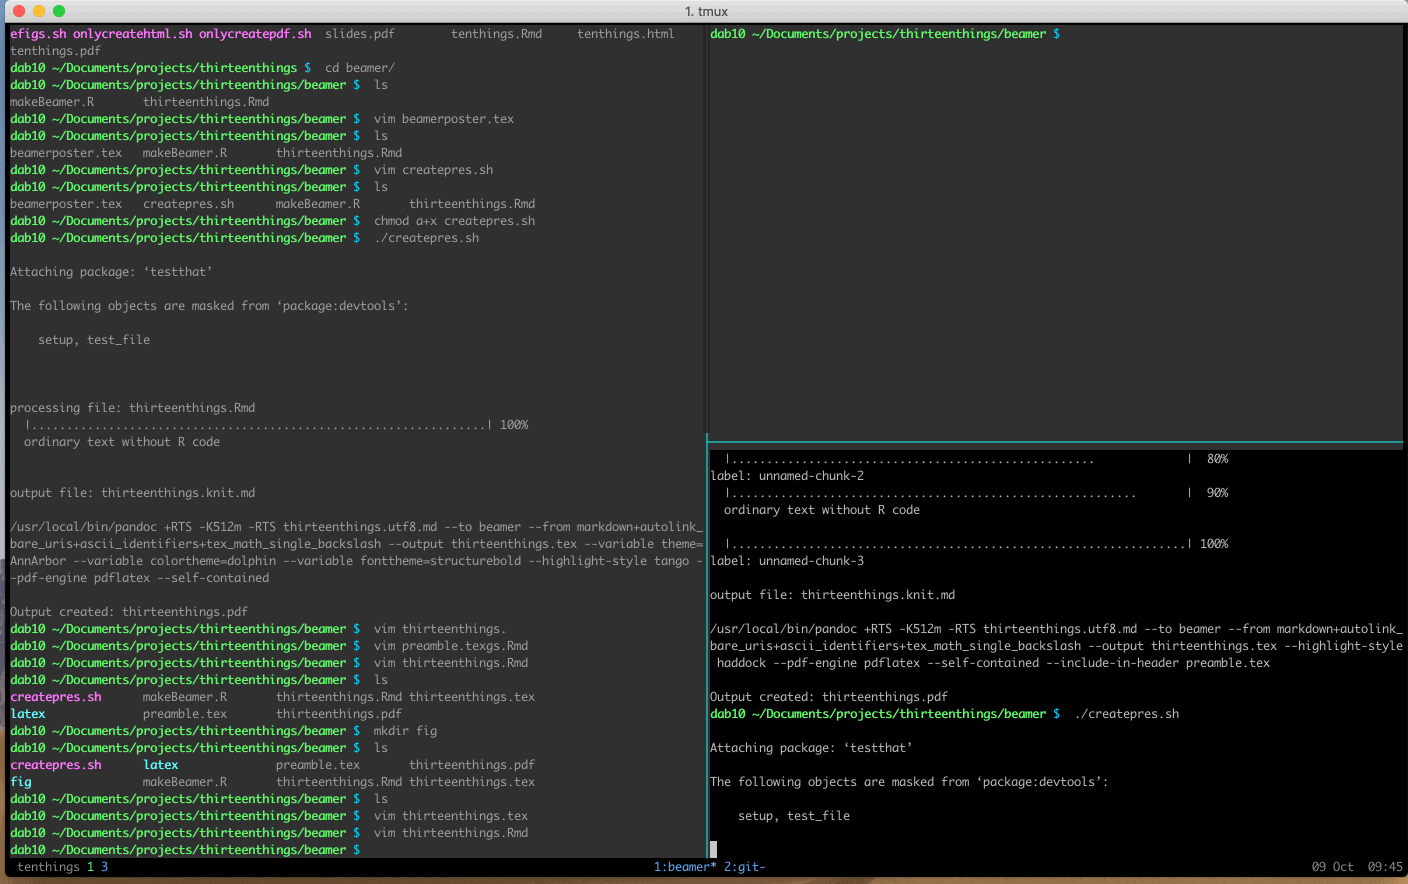 1. tmux
efigs.sh onlycreatehtml.sh onlycreatepdf.sh  slides.pdf        tenthings.Rmd     tenthings.html
tenthings.pdf
dab10 ~/Documents/projects/thirteenthings $  cd beamer/
dab10 ~/Documents/projects/thirteenthings/beamer $  ls
makeBeamer.R       thirteenthings.Rmd
dab10 ~/Documents/projects/thirteenthings/beamer $  vim beamerposter.tex
dab10 ~/Documents/projects/thirteenthings/beamer $  ls
beamerposter.tex   makeBeamer.R       thirteenthings.Rmd
dab10 ~/Documents/projects/thirteenthings/beamer $  vim createpres.sh
dab10 ~/Documents/projects/thirteenthings/beamer $  ls
beamerposter.tex   createpres.sh      makeBeamer.R       thirteenthings.Rmd
dab10 ~/Documents/projects/thirteenthings/beamer $  chmod a+x createpres.sh
dab10 ~/Documents/projects/thirteenthings/beamer $  ./createpres.sh
Attaching package: ‘testthat’
The following objects are masked from ‘package:devtools’:
    setup, test_file
processing file: thirteenthings.Rmd
  |.................................................................| 100%
  ordinary text without R code
output file: thirteenthings.knit.md
/usr/local/bin/pandoc +RTS -K512m -RTS thirteenthings.utf8.md --to beamer --from markdown+autolink_
bare_uris+ascii_identifiers+tex_math_single_backslash --output thirteenthings.tex --variable theme=
AnnArbor --variable colortheme=dolphin --variable fonttheme=structurebold --highlight-style tango -
-pdf-engine pdflatex --self-contained
Output created: thirteenthings.pdf
dab10 ~/Documents/projects/thirteenthings/beamer $  vim thirteenthings.
dab10 ~/Documents/projects/thirteenthings/beamer $  vim preamble.texgs.Rmd
dab10 ~/Documents/projects/thirteenthings/beamer $  vim thirteenthings.Rmd
dab10 ~/Documents/projects/thirteenthings/beamer $  ls
createpres.sh      makeBeamer.R       thirteenthings.Rmd thirteenthings.tex
latex              preamble.tex       thirteenthings.pdf
dab10 ~/Documents/projects/thirteenthings/beamer $  mkdir fig
dab10 ~/Documents/projects/thirteenthings/beamer $  ls
createpres.sh      latex              preamble.tex       thirteenthings.pdf
fig                makeBeamer.R       thirteenthings.Rmd thirteenthings.tex
dab10 ~/Documents/projects/thirteenthings/beamer $  ls
dab10 ~/Documents/projects/thirteenthings/beamer $  vim thirteenthings.tex
dab10 ~/Documents/projects/thirteenthings/beamer $  vim thirteenthings.Rmd
dab10 ~/Documents/projects/thirteenthings/beamer $
dab10 ~/Documents/projects/thirteenthings/beamer $
  |....................................................             |  80%
label: unnamed-chunk-2
  |..........................................................       |  90%
  ordinary text without R code
  |.................................................................| 100%
label: unnamed-chunk-3
output file: thirteenthings.knit.md
/usr/local/bin/pandoc +RTS -K512m -RTS thirteenthings.utf8.md --to beamer --from markdown+autolink_
bare_uris+ascii_identifiers+tex_math_single_backslash --output thirteenthings.tex --highlight-style
 haddock --pdf-engine pdflatex --self-contained --include-in-header preamble.tex
Output created: thirteenthings.pdf
dab10 ~/Documents/projects/thirteenthings/beamer $  ./createpres.sh
Attaching package: ‘testthat’
The following objects are masked from ‘package:devtools’:
    setup, test_file
tenthings 1 3 1:beamer* 2:git- 09 Oct  09:45